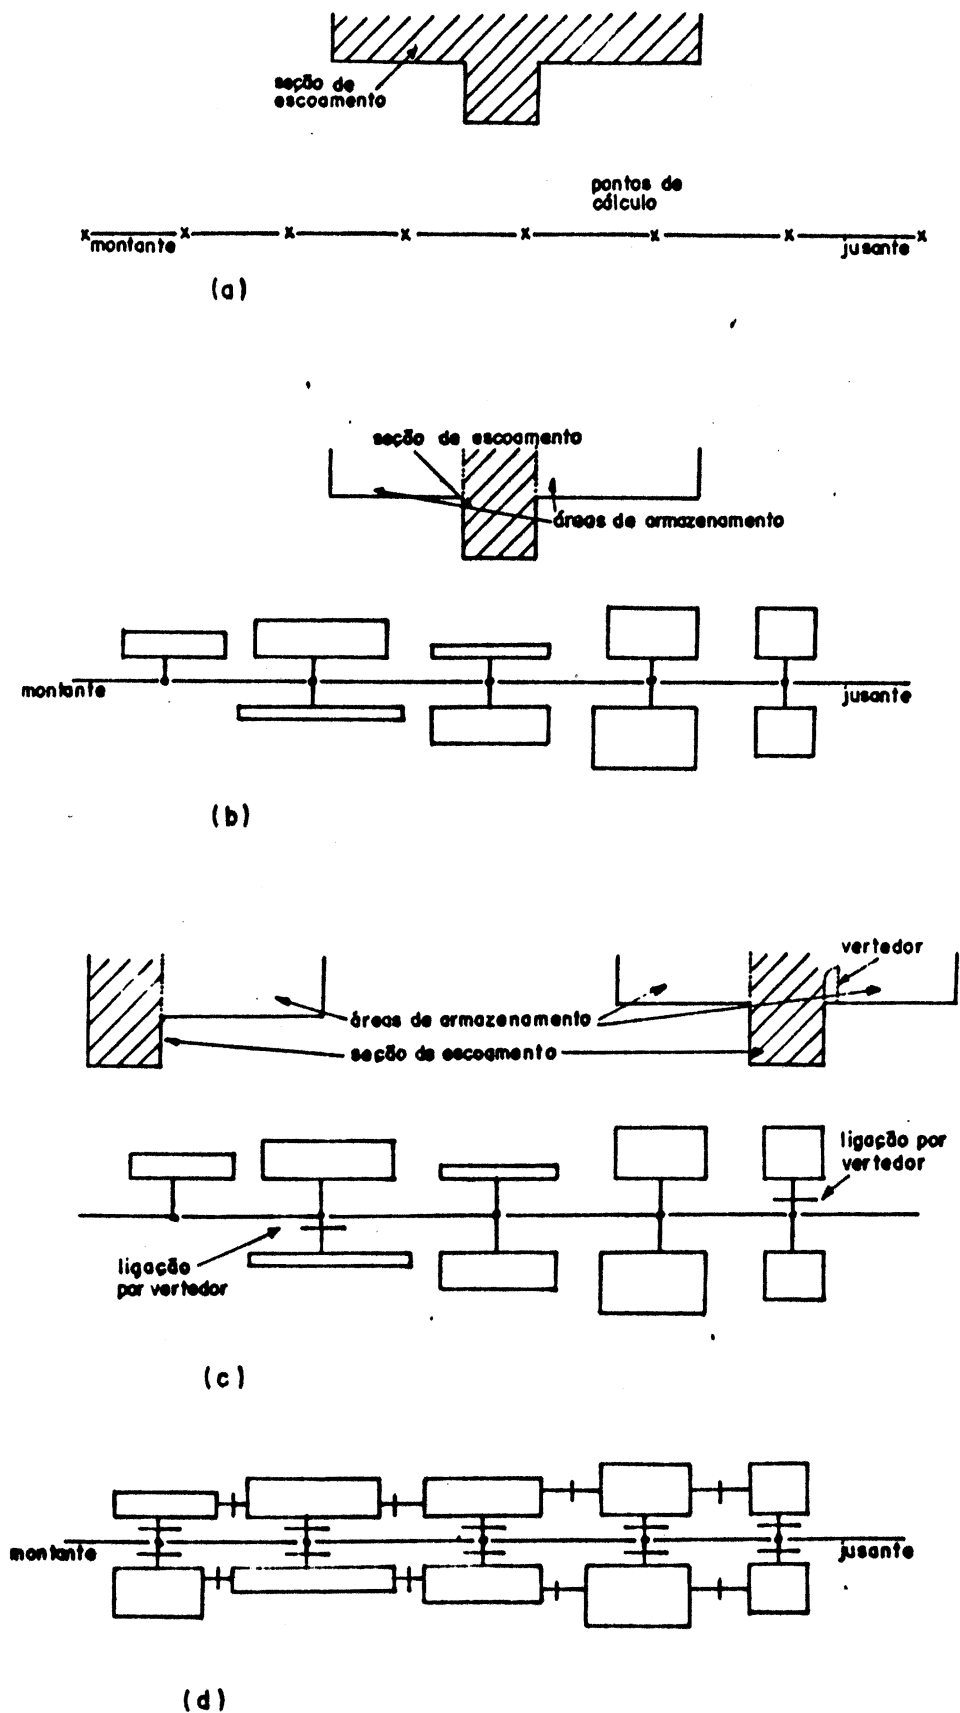 seção de
escoamento
pontos de
cálculo
montante
jusante
(a)
seção de escoamento
áreas de armazenamento
montante
jusante
(b)
vertedor
áreas de armazenamento
seção de escoamento
ligação por
vertedor
ligação
por vertedor
(c)
montante
jusante
(d)